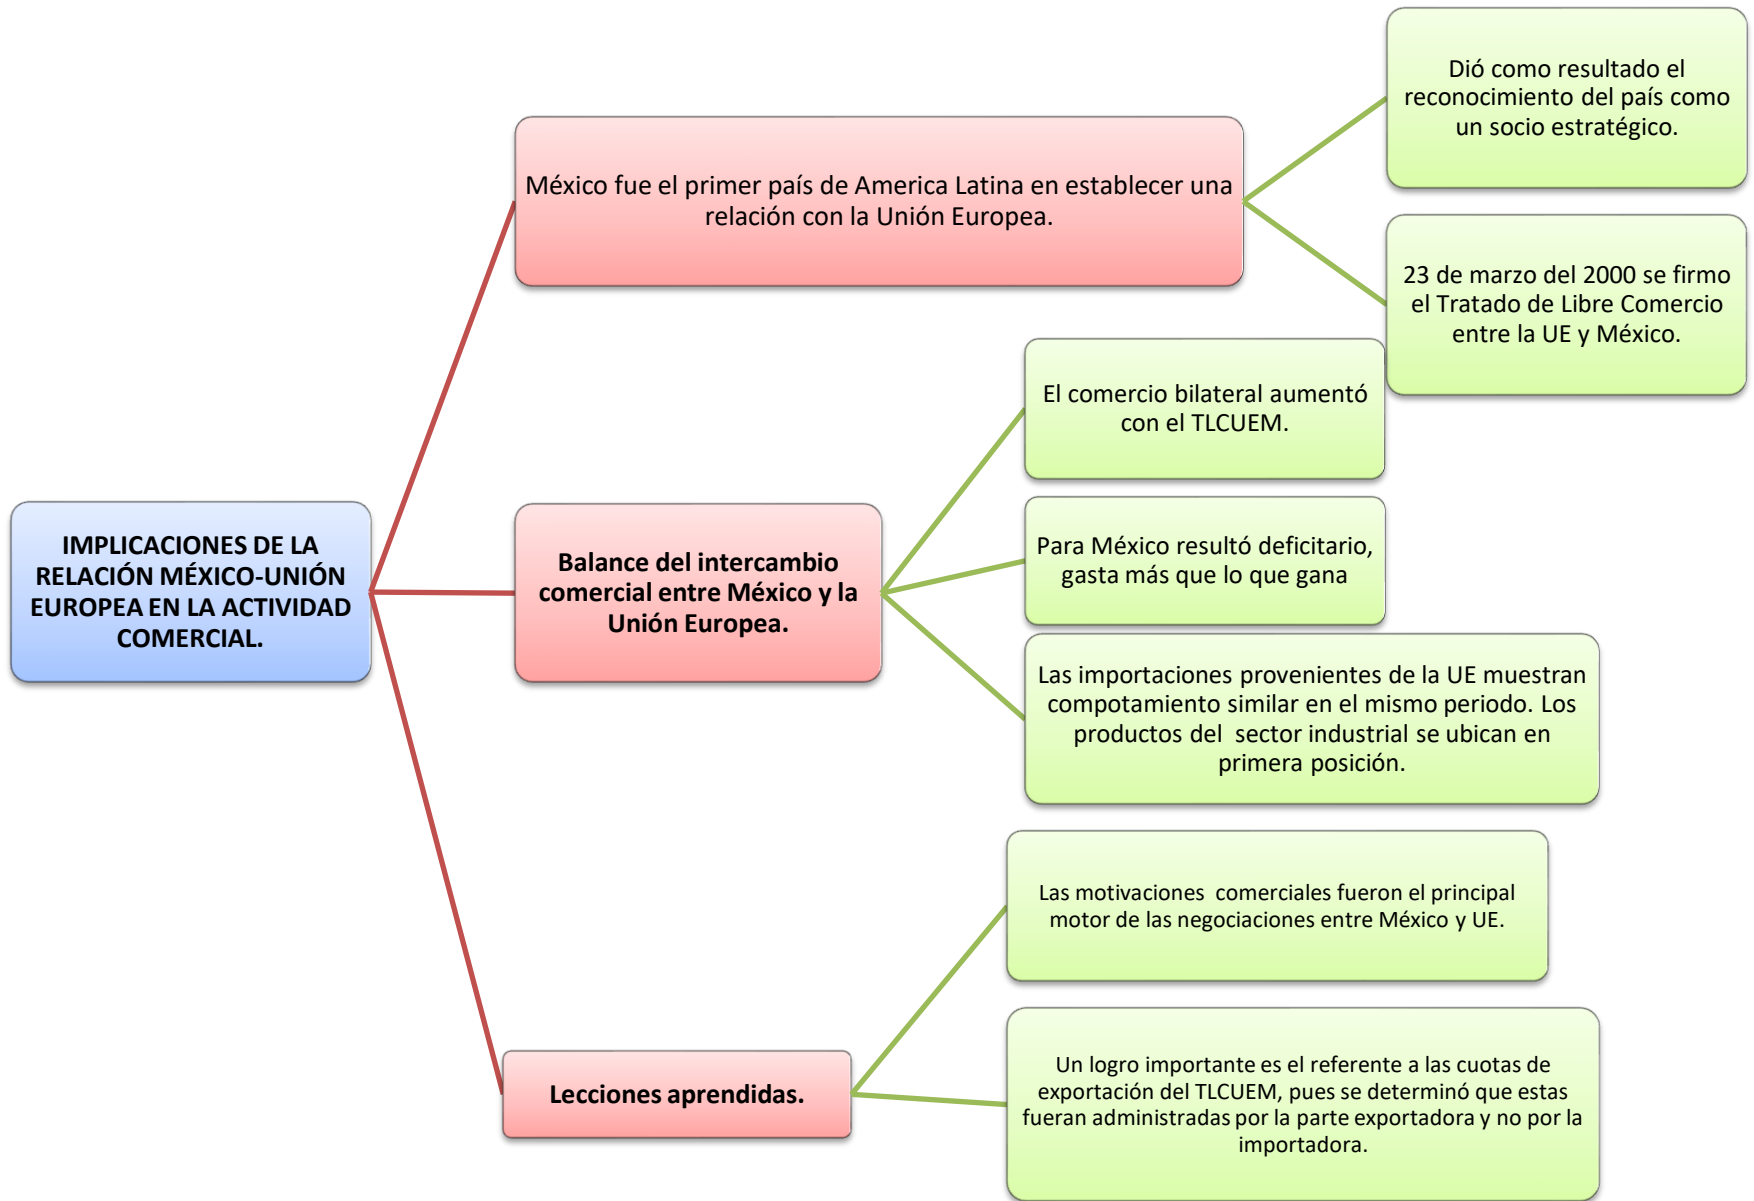 IMPLICACIONES DE LA
RELACIÓN MÉXICO-UNIÓN
EUROPEA EN LA ACTIVIDAD
COMERCIAL.
México fue el primer país de America Latina en establecer una
relación con la Unión Europea.
Dió como resultado el
reconocimiento del país como
un socio estratégico.
23 de marzo del 2000 se firmo
el Tratado de Libre Comercio
entre la UE y México.
Balance del intercambio
comercial entre México y la
Unión Europea.
El comercio bilateral aumentó
con el TLCUEM.
Para México resultó deficitario,
gasta más que lo que gana
Las importaciones provenientes de la UE muestran
compotamiento similar en el mismo periodo. Los
productos del sector industrial se ubican en
primera posición.
Lecciones aprendidas.
Las motivaciones comerciales fueron el principal
motor de las negociaciones entre México y UE.
Un logro importante es el referente a las cuotas de
exportación del TLCUEM, pues se determinó que estas
fueran administradas por la parte exportadora y no por la
importadora.